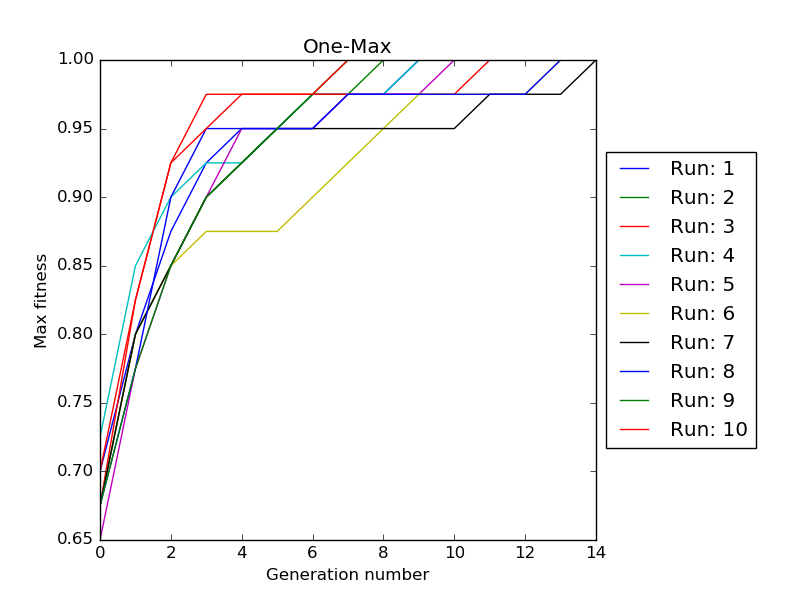 One-Max
1.00
0.95
0.90
0.85
0.80
0.75
0.70
0.65
Max fitness
0 2 4 6 8 10 12 14
Generation number
Run: 1
Run: 2
Run: 3
Run: 4
Run: 5
Run: 6
Run: 7
Run: 8
Run: 9
Run: 10